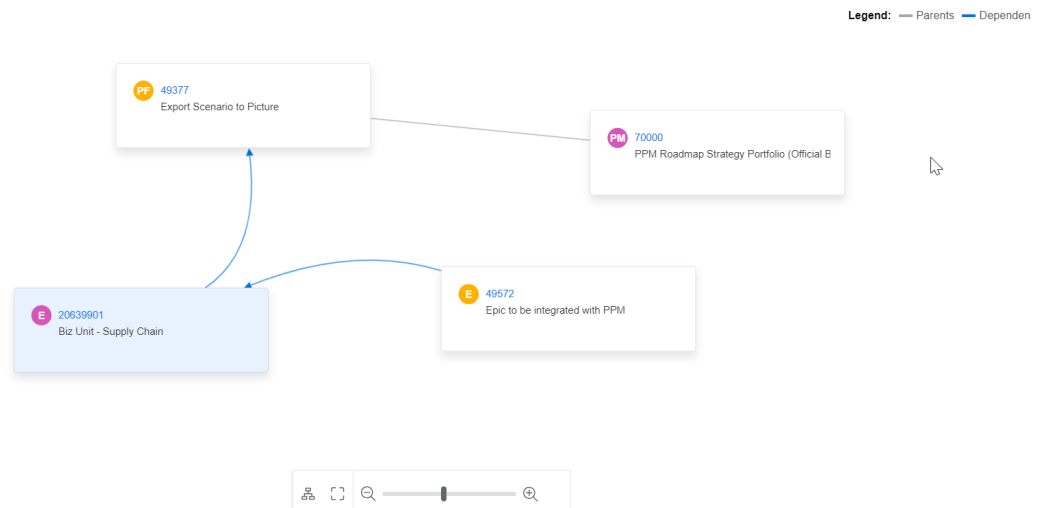 Legend: Parents Dependen
PF 49377
Export Scenario to Picture
PM 70000
PPM Roadmap Strategy Portfolio (Official B
E 49572
Epic to be integrated with PPM
E 20639901
Biz Unit - Supply Chain